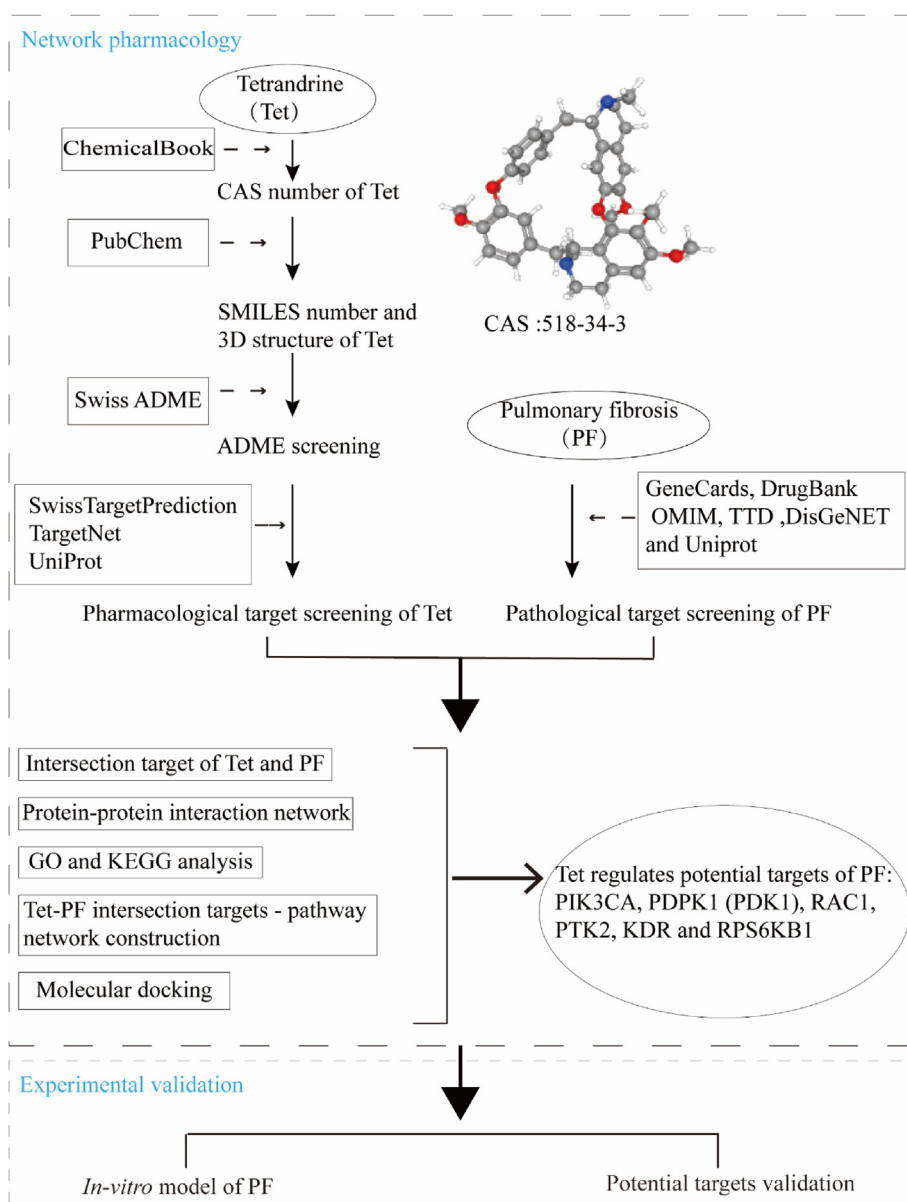 Network pharmacology
Tetrandrine
（Tet）
ChemicalBook
CAS number of Tet
PubChem
SMILES number and
3D structure of Tet
CAS :518-34-3
Swiss ADME
ADME screening
Pulmonary fibrosis
（PF）
SwissTargetPrediction
TargetNet
UniProt
GeneCards, DrugBank
OMIM, TTD ,DisGeNET
and Uniprot
Pharmacological target screening of Tet
Pathological target screening of PF
Intersection target of Tet and PF
Protein-protein interaction network
GO and KEGG analysis
Tet-PF intersection targets - pathway
network construction
Molecular docking
Tet regulates potential targets of PF:
PIK3CA, PDPK1 (PDK1), RAC1,
PTK2, KDR and RPS6KB1
Experimental validation
In-vitro model of PF
Potential targets validation